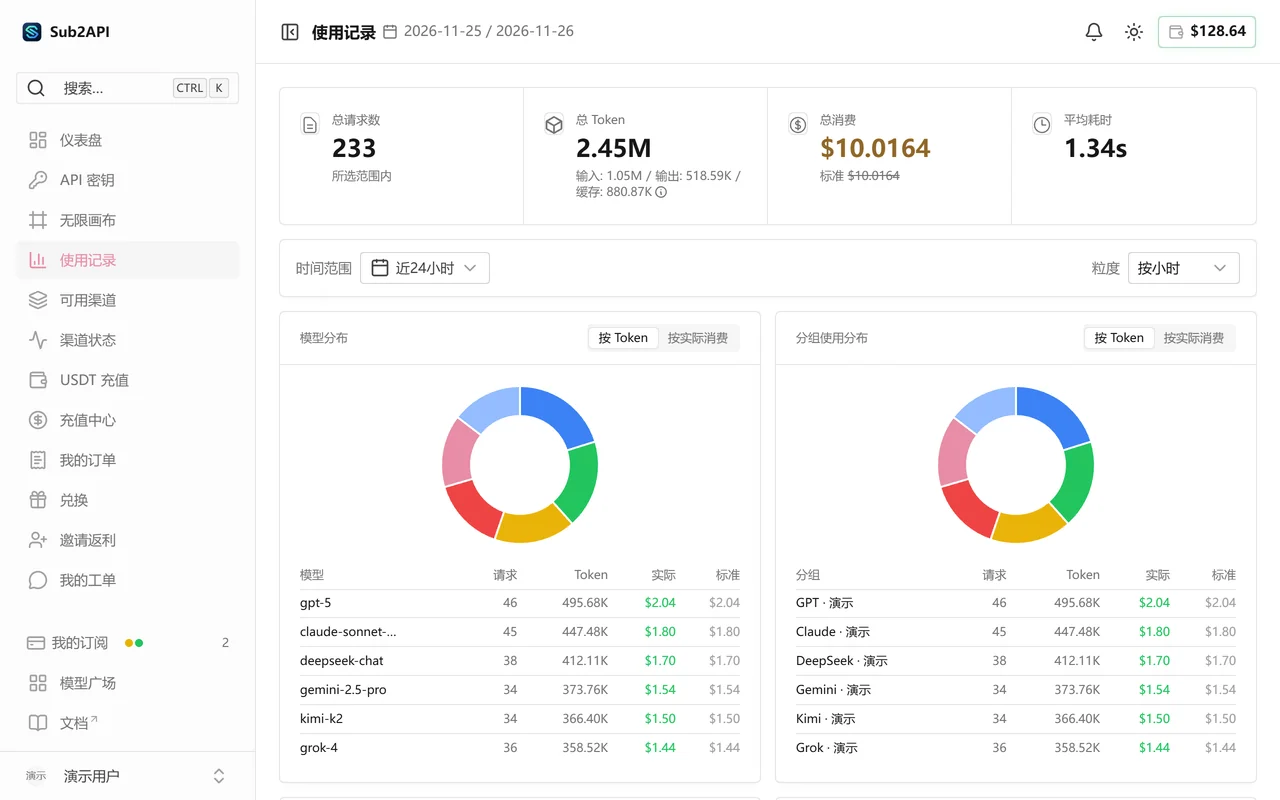 Sub2API
搜索... CTRL K
仪表盘
API 密钥
无限画布
使用记录
可用渠道
渠道状态
USDT 充值
充值中心
我的订单
兑换
邀请返利
我的工单
我的订阅 2
模型广场
文档↗
演示 演示用户
使用记录 2026-11-25 / 2026-11-26
$128.64
总请求数
233
所选范围内
总 Token
2.45M
输入: 1.05M / 输出: 518.59K /
缓存: 880.87K
总消费
$10.0164
标准 $10.0164
平均耗时
1.34s
时间范围 近24小时
粒度 按小时
模型分布 按 Token 按实际消费
模型 请求 Token 实际 标准
gpt-5 46 495.68K $2.04 $2.04
claude-sonnet-... 45 447.48K $1.80 $1.80
deepseek-chat 38 412.11K $1.70 $1.70
gemini-2.5-pro 34 373.76K $1.54 $1.54
kimi-k2 34 366.40K $1.50 $1.50
grok-4 36 358.52K $1.44 $1.44
分组使用分布 按 Token 按实际消费
分组 请求 Token 实际 标准
GPT · 演示 46 495.68K $2.04 $2.04
Claude · 演示 45 447.48K $1.80 $1.80
DeepSeek · 演示 38 412.11K $1.70 $1.70
Gemini · 演示 34 373.76K $1.54 $1.54
Kimi · 演示 34 366.40K $1.50 $1.50
Grok · 演示 36 358.52K $1.44 $1.44